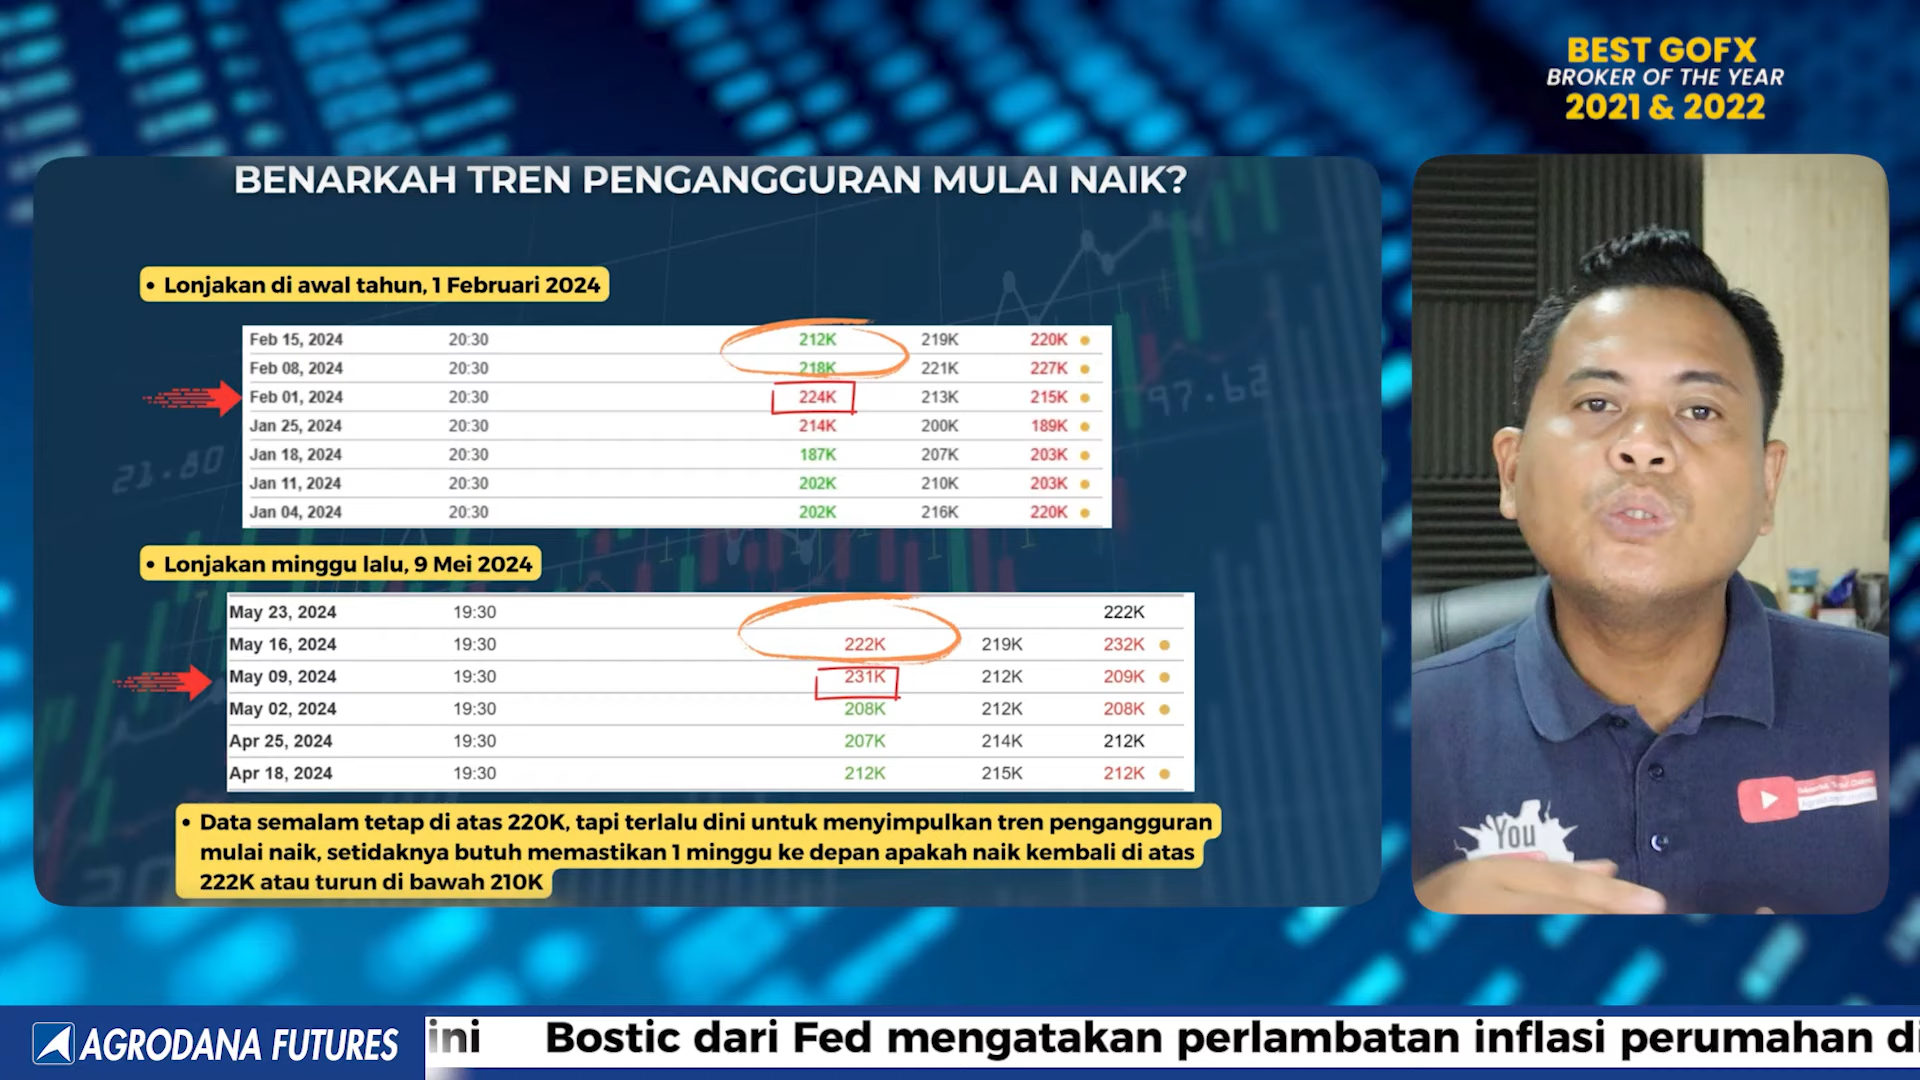 BEST GOFX
BROKER OF THE YEAR
2021 & 2022
BENARKAH TREN PENGANGGURAN MULAI NAIK?
• Lonjakan di awal tahun, 1 Februari 2024
Feb 15, 2024 20:30 212K 219K 220K
Feb 08, 2024 20:30 218K 221K 227K
Feb 01, 2024 20:30 224K 213K 215K
Jan 25, 2024 20:30 214K 200K 189K
Jan 18, 2024 20:30 187K 207K 203K
Jan 11, 2024 20:30 202K 210K 203K
Jan 04, 2024 20:30 202K 216K 220K
21.80
97.62
• Lonjakan minggu lalu, 9 Mei 2024
May 23, 2024 19:30 222K
May 16, 2024 19:30 222K 219K 232K
May 09, 2024 19:30 231K 212K 209K
May 02, 2024 19:30 208K 212K 208K
Apr 25, 2024 19:30 207K 214K 212K
Apr 18, 2024 19:30 212K 215K 212K
• Data semalam tetap di atas 220K, tapi terlalu dini untuk menyimpulkan tren pengangguran
mulai naik, setidaknya butuh memastikan 1 minggu ke depan apakah naik kembali di atas
222K atau turun di bawah 210K
You
AGRODANA FUTURES
ini Bostic dari Fed mengatakan perlambatan inflasi perumahan di